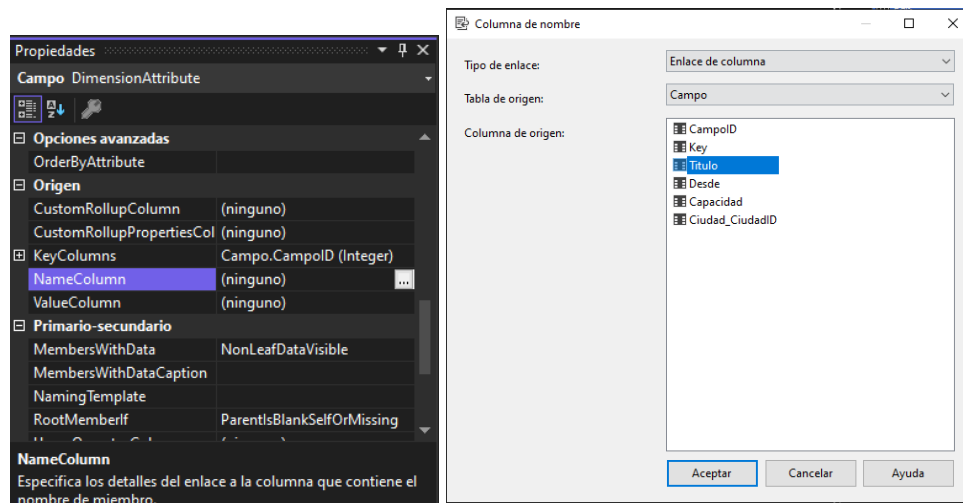 Propiedades
Campo DimensionAttribute
Opciones avanzadas
OrderByAttribute
Origen
CustomRollupColumn (ninguno)
CustomRollupPropertiesCol (ninguno)
KeyColumns Campo.CampoID (Integer)
NameColumn (ninguno) ...
ValueColumn (ninguno)
Primario-secundario
MembersWithData NonLeafDataVisible
MembersWithDataCaption
NamingTemplate
RootMemberIf ParentIsBlankSelfOrMissing
NameColumn
Especifica los detalles del enlace a la columna que contiene el
nombre de miembro.
Columna de nombre
Tipo de enlace: Enlace de columna
Tabla de origen: Campo
Columna de origen:
CampoID
Key
Titulo
Desde
Capacidad
Ciudad_CiudadID
Aceptar Cancelar Ayuda